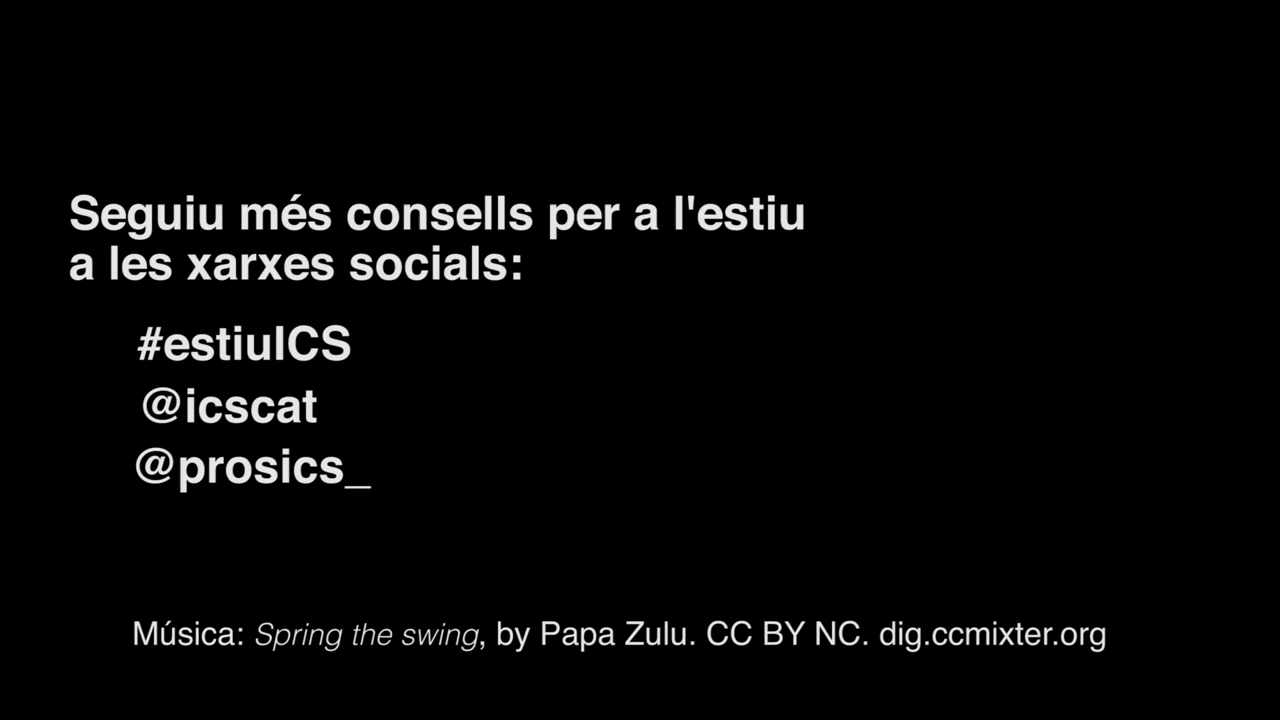 Seguiu més consells per a l'estiu
a les xarxes socials:
#estiuICS
@icscat
@prosics_
Música: Spring the swing, by Papa Zulu. CC BY NC. dig.ccmixter.org